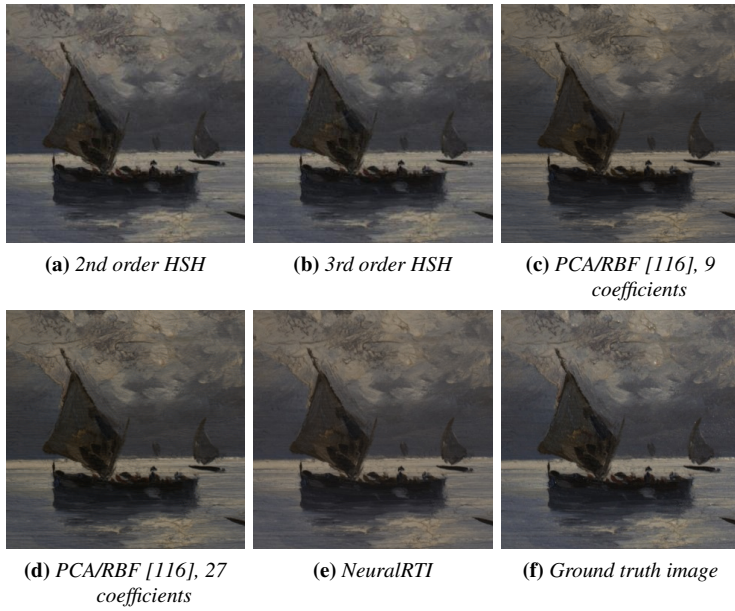 (a) 2nd order HSH
(b) 3rd order HSH
(c) PCA/RBF [116], 9
coefficients
(d) PCA/RBF [116], 27
coefficients
(e) NeuralRTI
(f) Ground truth image